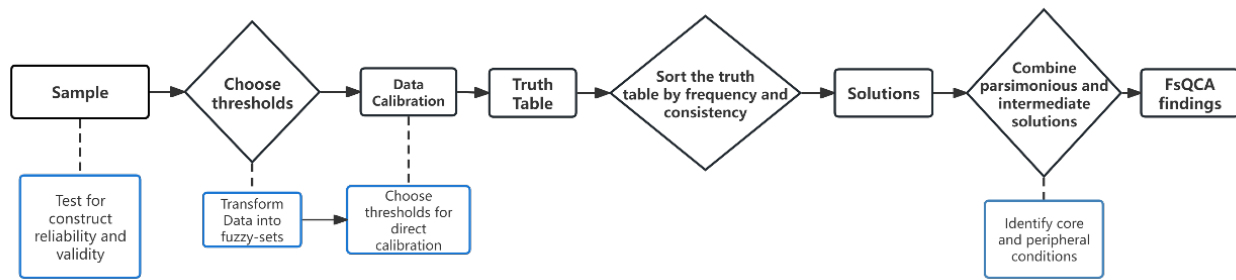 Sample
Choose
thresholds
Data
Calibration
Truth
Table
Sort the truth
table by frequency and
consistency
Solutions
Combine
parsimonious and
intermediate
solutions
FsQCA
findings
Test for
construct
reliability and
validity
Transform
Data into
fuzzy-sets
Choose
thresholds for
direct
calibration
Identify core
and peripheral
conditions